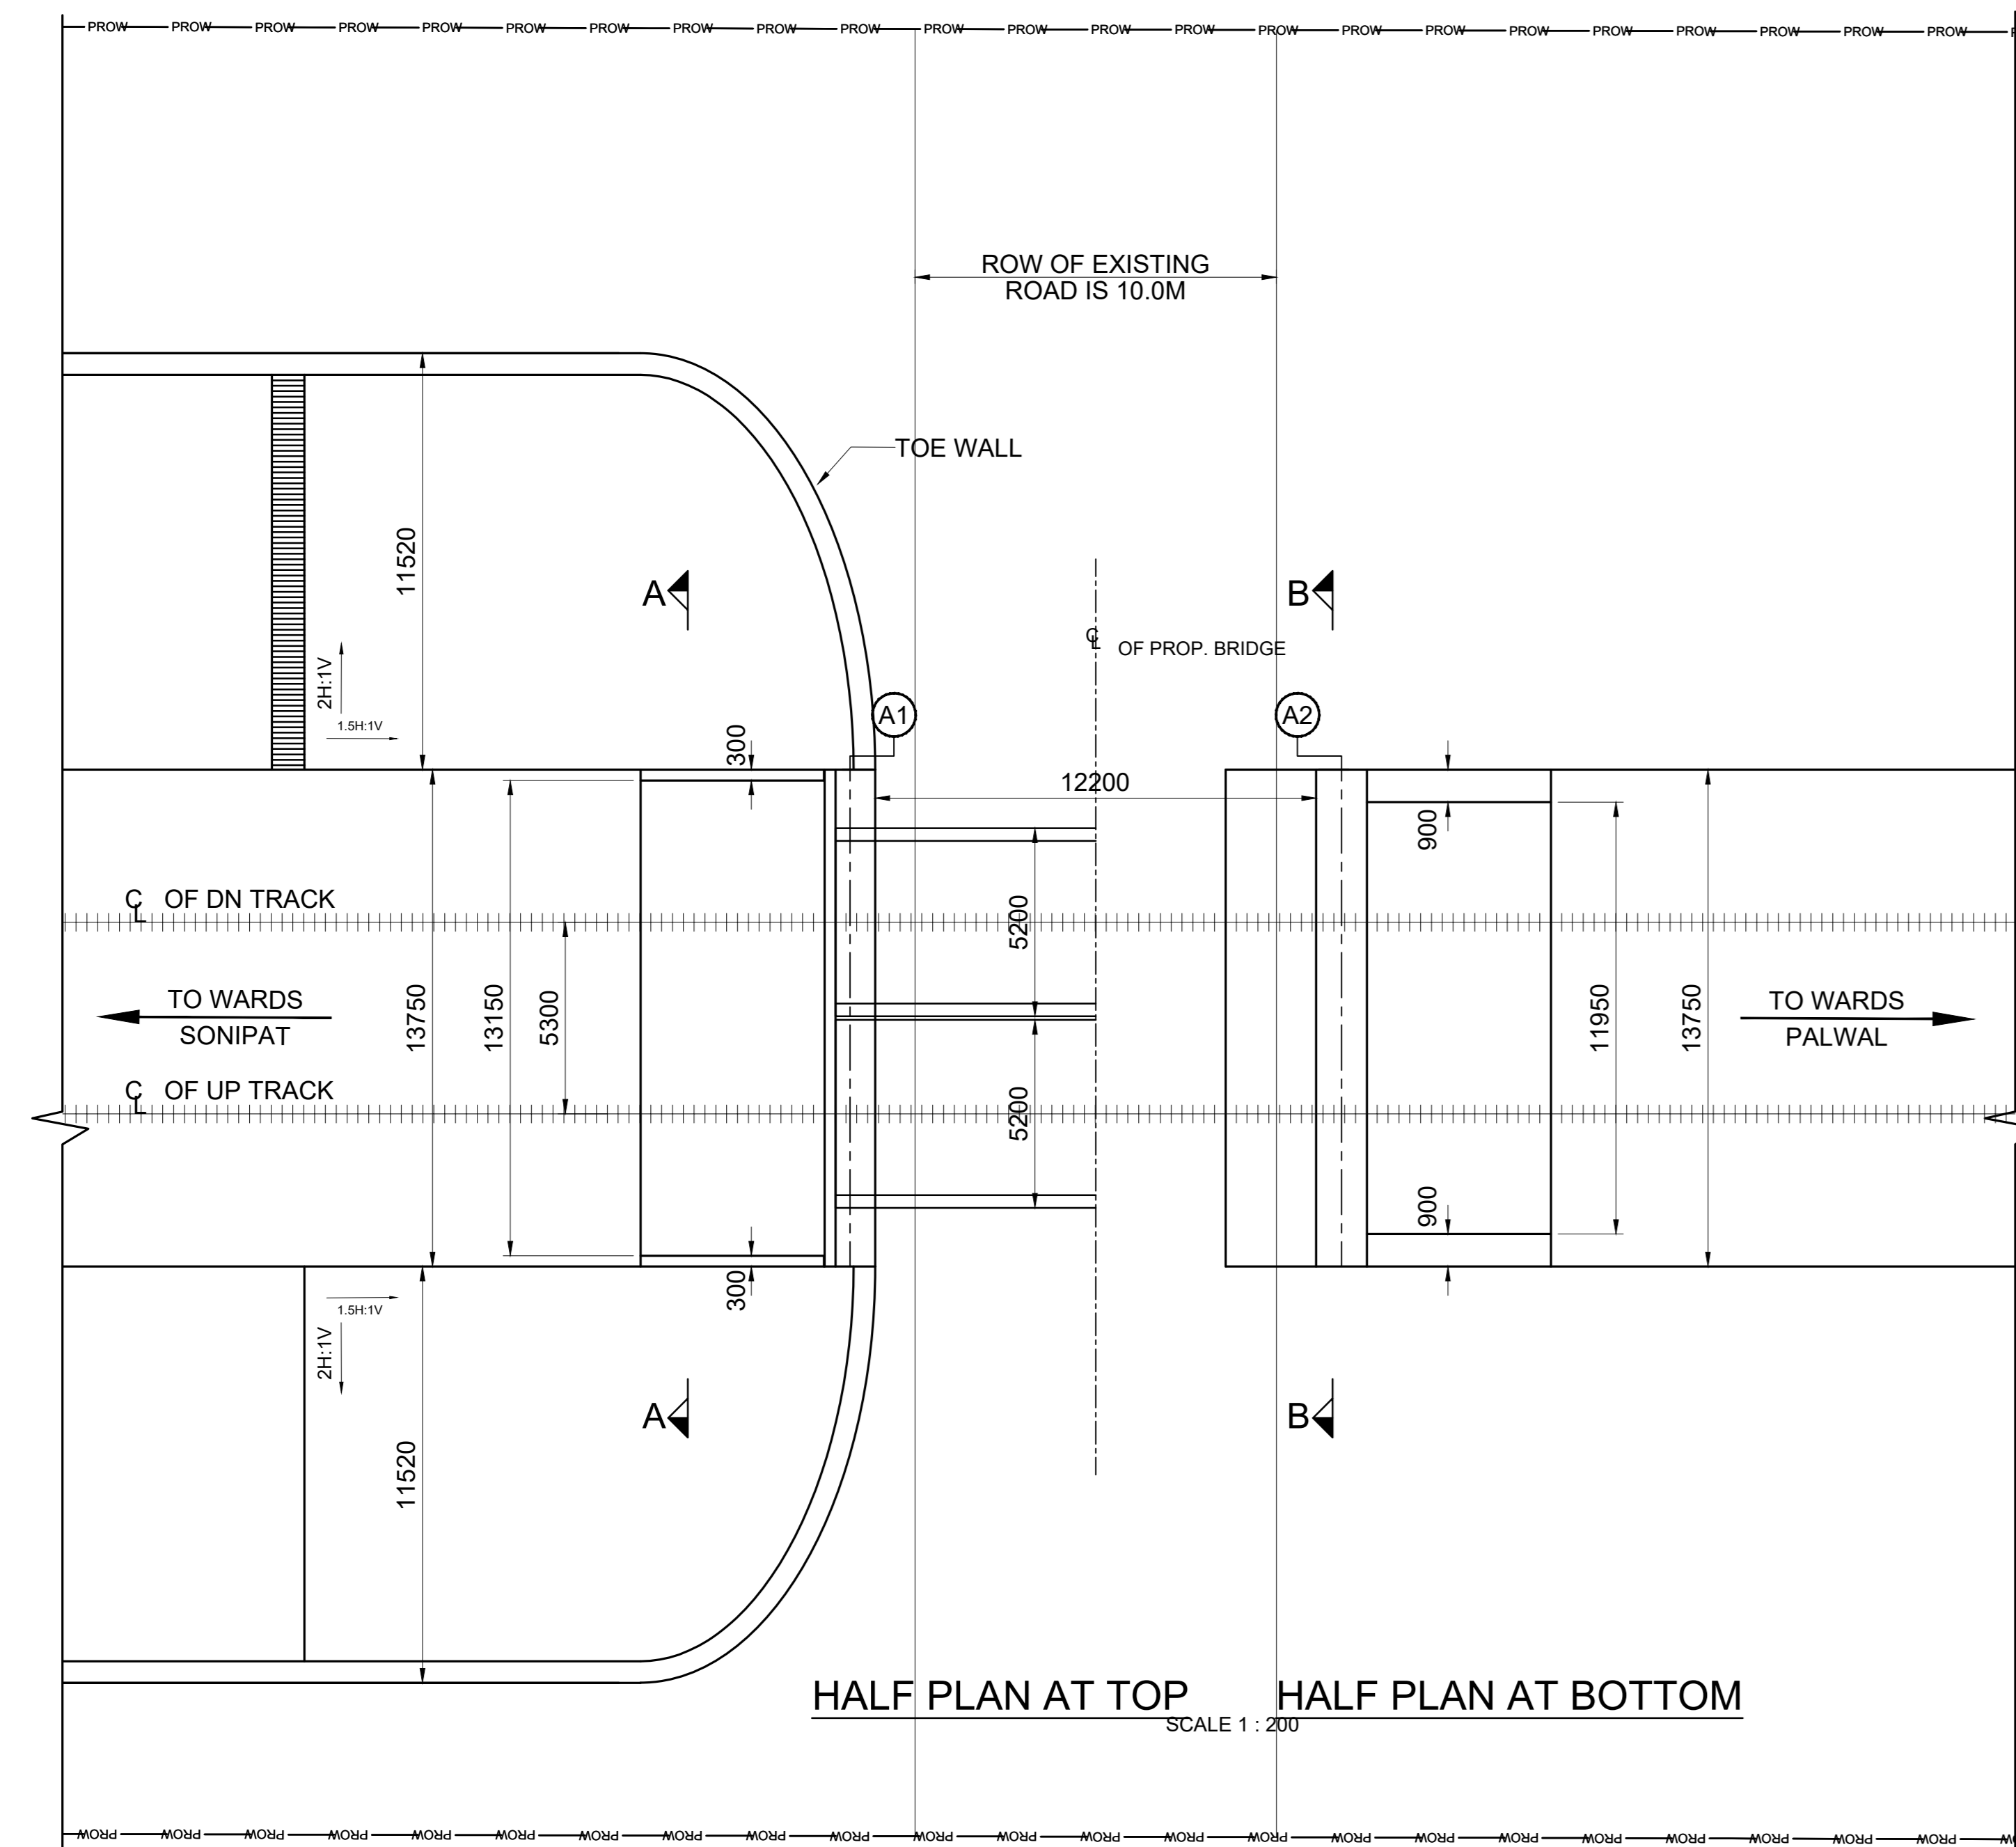 PROW PROW PROW PROW PROW PROW PROW PROW PROW PROW PROW PROW PROW PROW PROW PROW PROW PROW PROW PROW PROW PROW PROW
ROW OF EXISTING
ROAD IS 10.0M
TOE WALL
11520
A
B
℄ OF PROP. BRIDGE
2H:1V
1.5H:1V
A1
A2
300
12200
900
℄ OF DN TRACK
5200
TO WARDS
SONIPAT
13750
13150
5300
11950
13750
TO WARDS
PALWAL
℄ OF UP TRACK
5200
900
300
1.5H:1V
2H:1V
A
B
11520
HALF PLAN AT TOP
HALF PLAN AT BOTTOM
SCALE 1 : 200
PROW PROW PROW PROW PROW PROW PROW PROW PROW PROW PROW PROW PROW PROW PROW PROW PROW PROW PROW PROW PROW PROW PROW